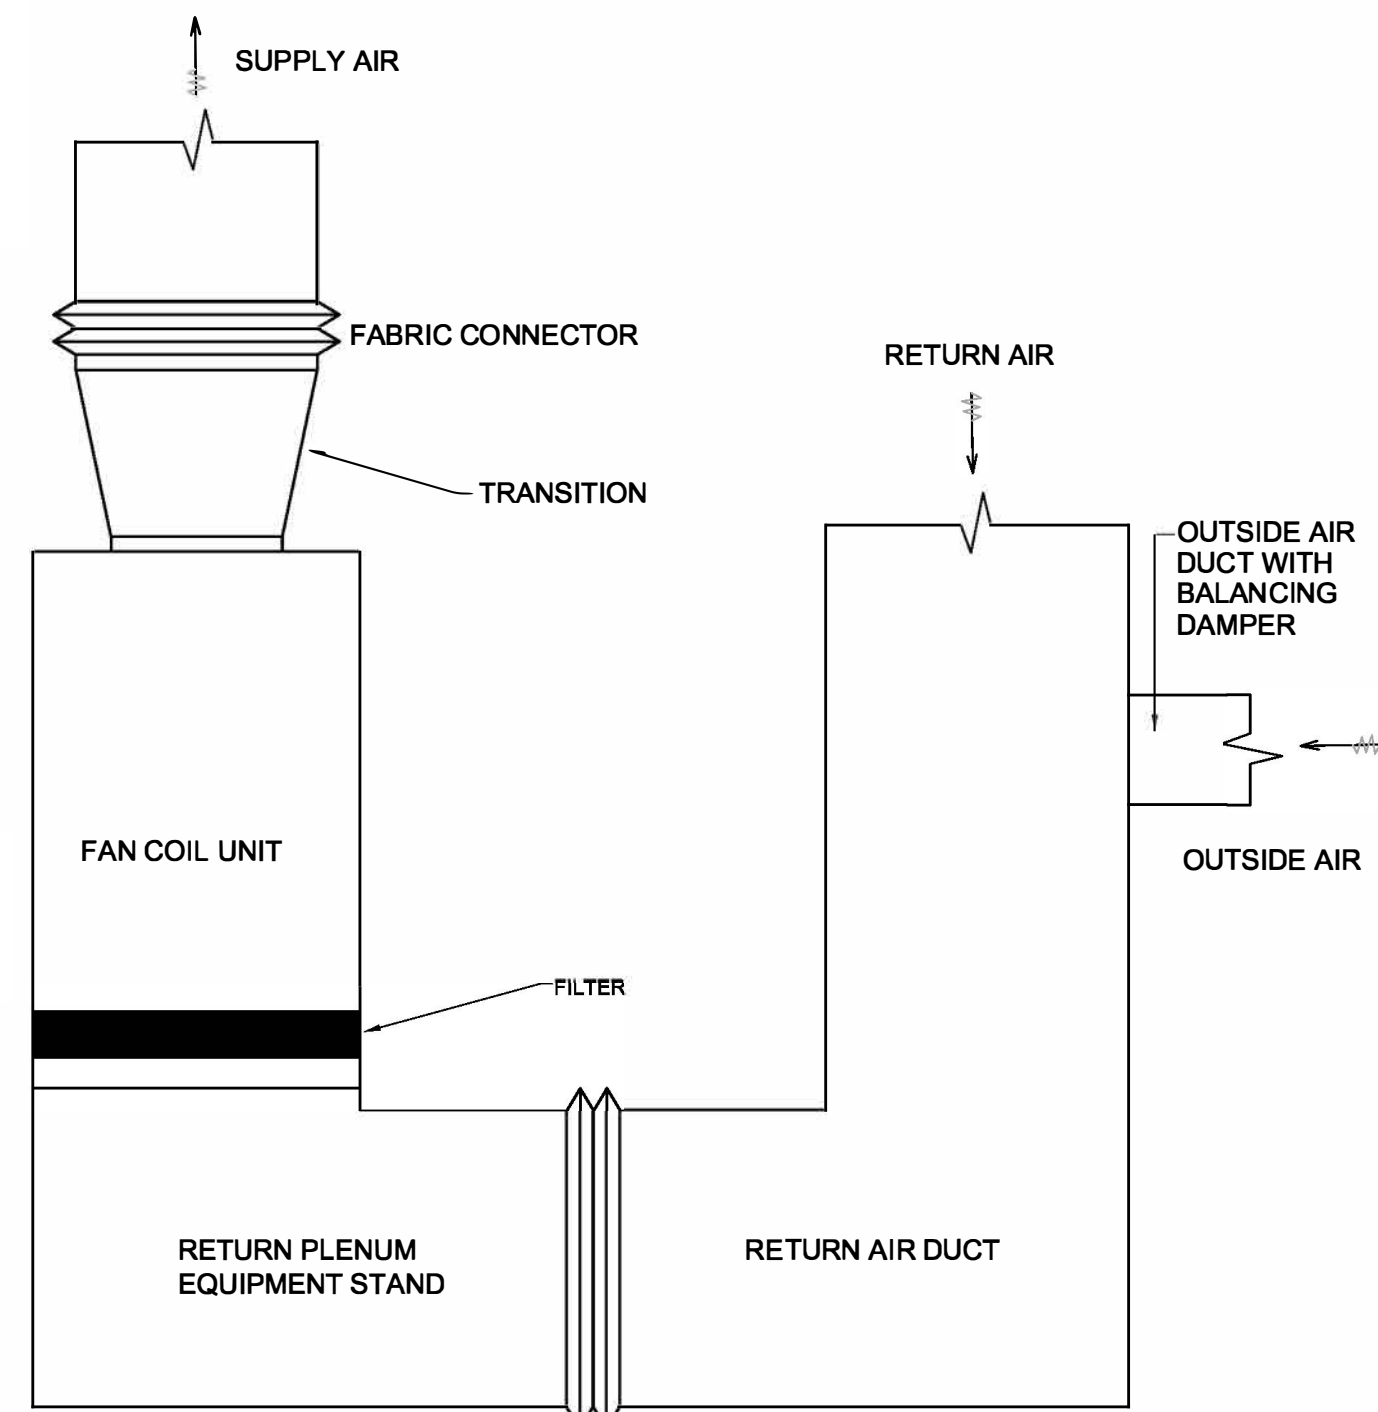 SUPPLY AIR
FABRIC CONNECTOR
RETURN AIR
TRANSITION
OUTSIDE AIR
DUCT WITH
BALANCING
DAMPER
FAN COIL UNIT
OUTSIDE AIR
FILTER
RETURN PLENUM
EQUIPMENT STAND
RETURN AIR DUCT